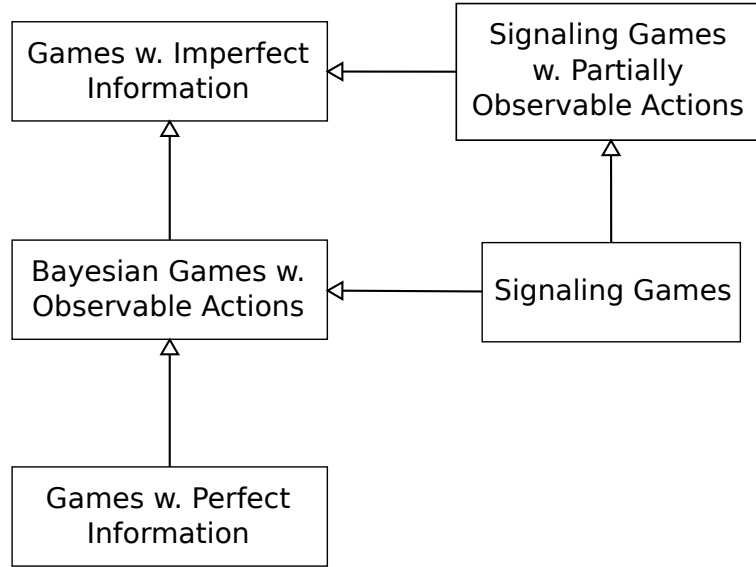 Games w. Imperfect
Information
Signaling Games
w. Partially
Observable Actions
Bayesian Games w.
Observable Actions
Signaling Games
Games w. Perfect
Information